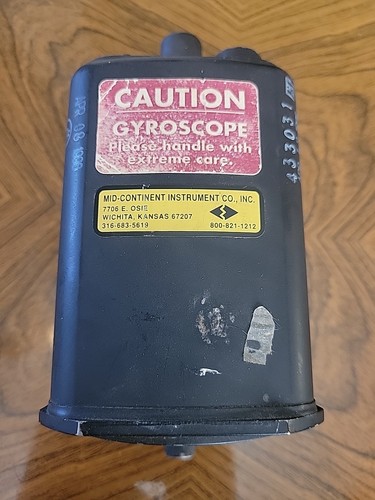 CAUTION
GYROSCOPE
Please handle with
extreme care.
MID-CONTINENT INSTRUMENT CO., INC.
7706 E. OSIE
WICHITA, KANSAS 67207
316-683-5619
800-821-1212
433031